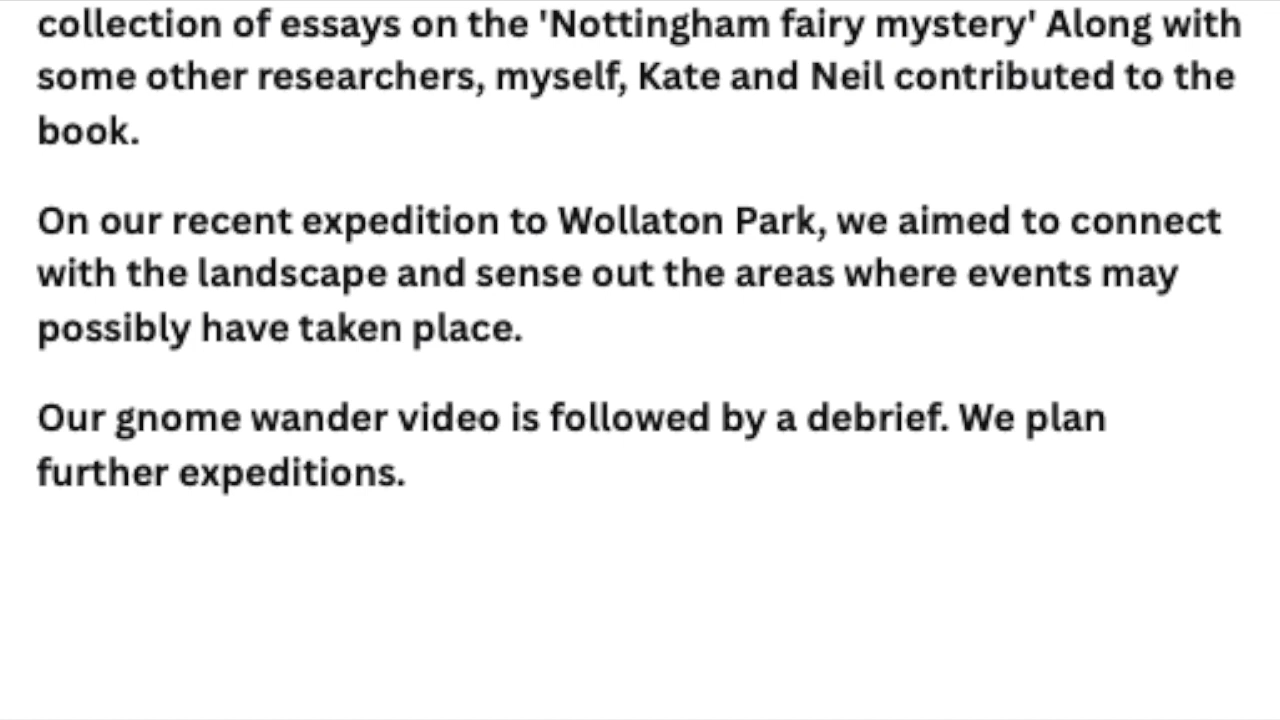 collection of essays on the 'Nottingham fairy mystery' Along with
some other researchers, myself, Kate and Neil contributed to the
book.
On our recent expedition to Wollaton Park, we aimed to connect
with the landscape and sense out the areas where events may
possibly have taken place.
Our gnome wander video is followed by a debrief. We plan
further expeditions.